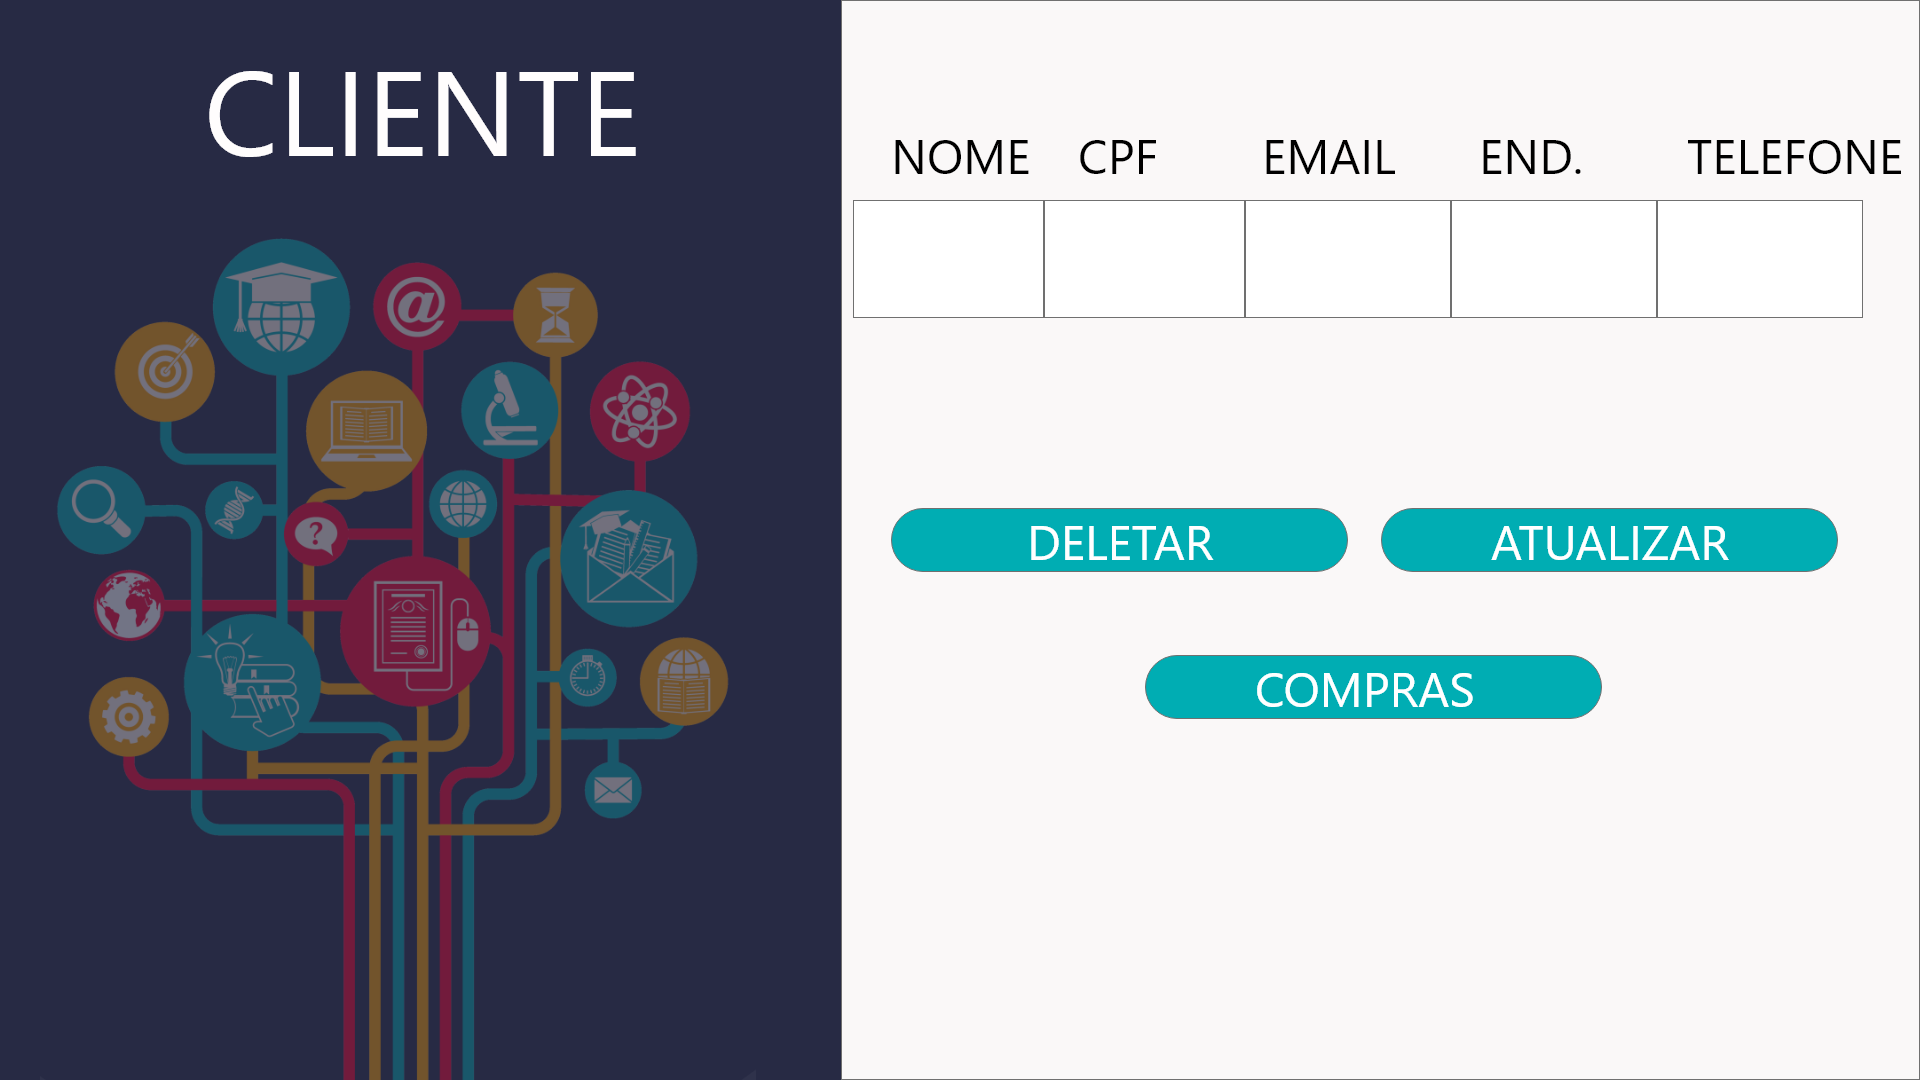 CLIENTE
NOME CPF EMAIL END. TELEFONE
@
?
DELETAR ATUALIZAR
COMPRAS